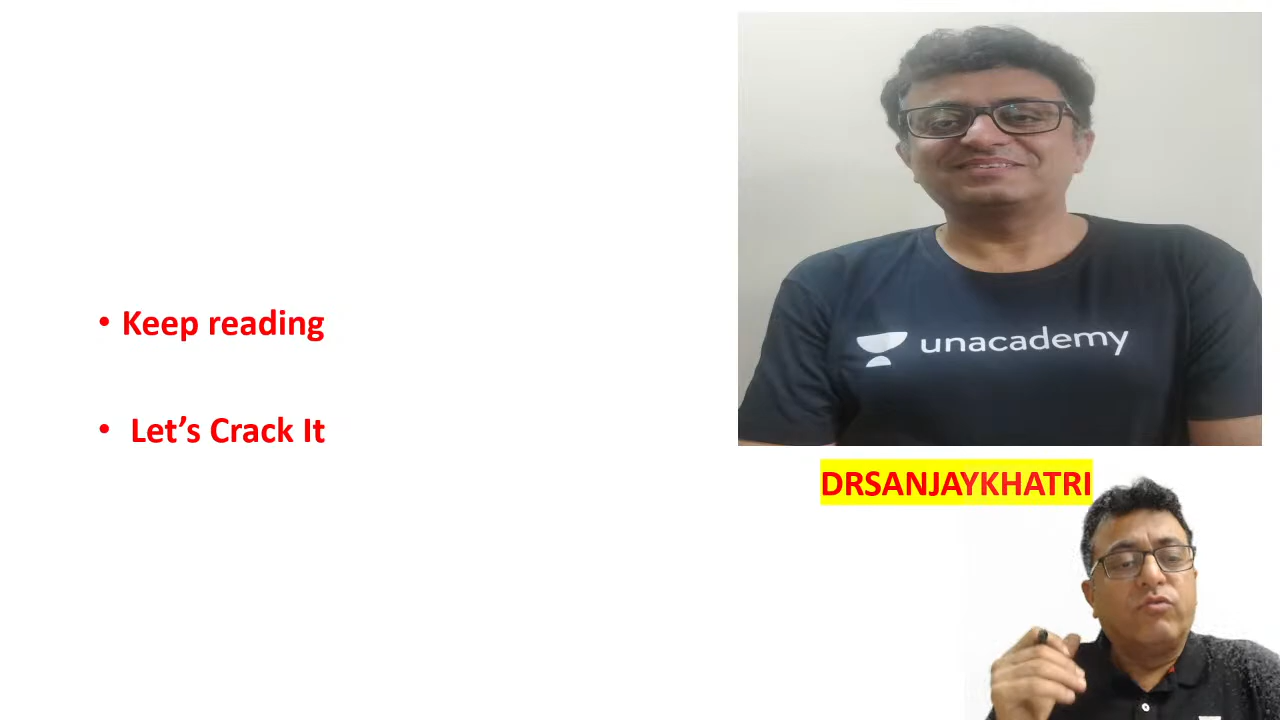 • Keep reading
• Let’s Crack It
unacademy
DRSANJAYKHATRI